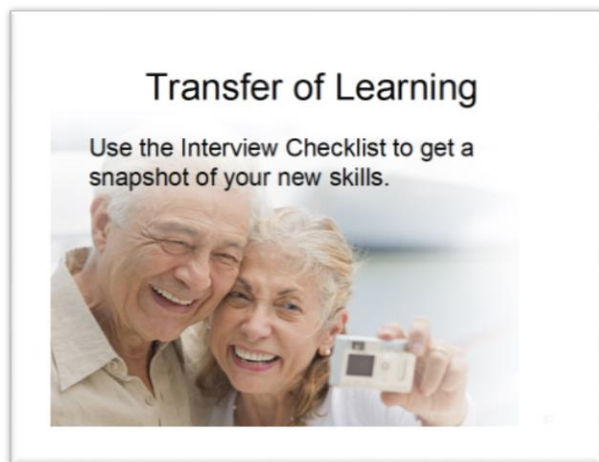 Transfer of Learning
Use the Interview Checklist to get a
snapshot of your new skills.